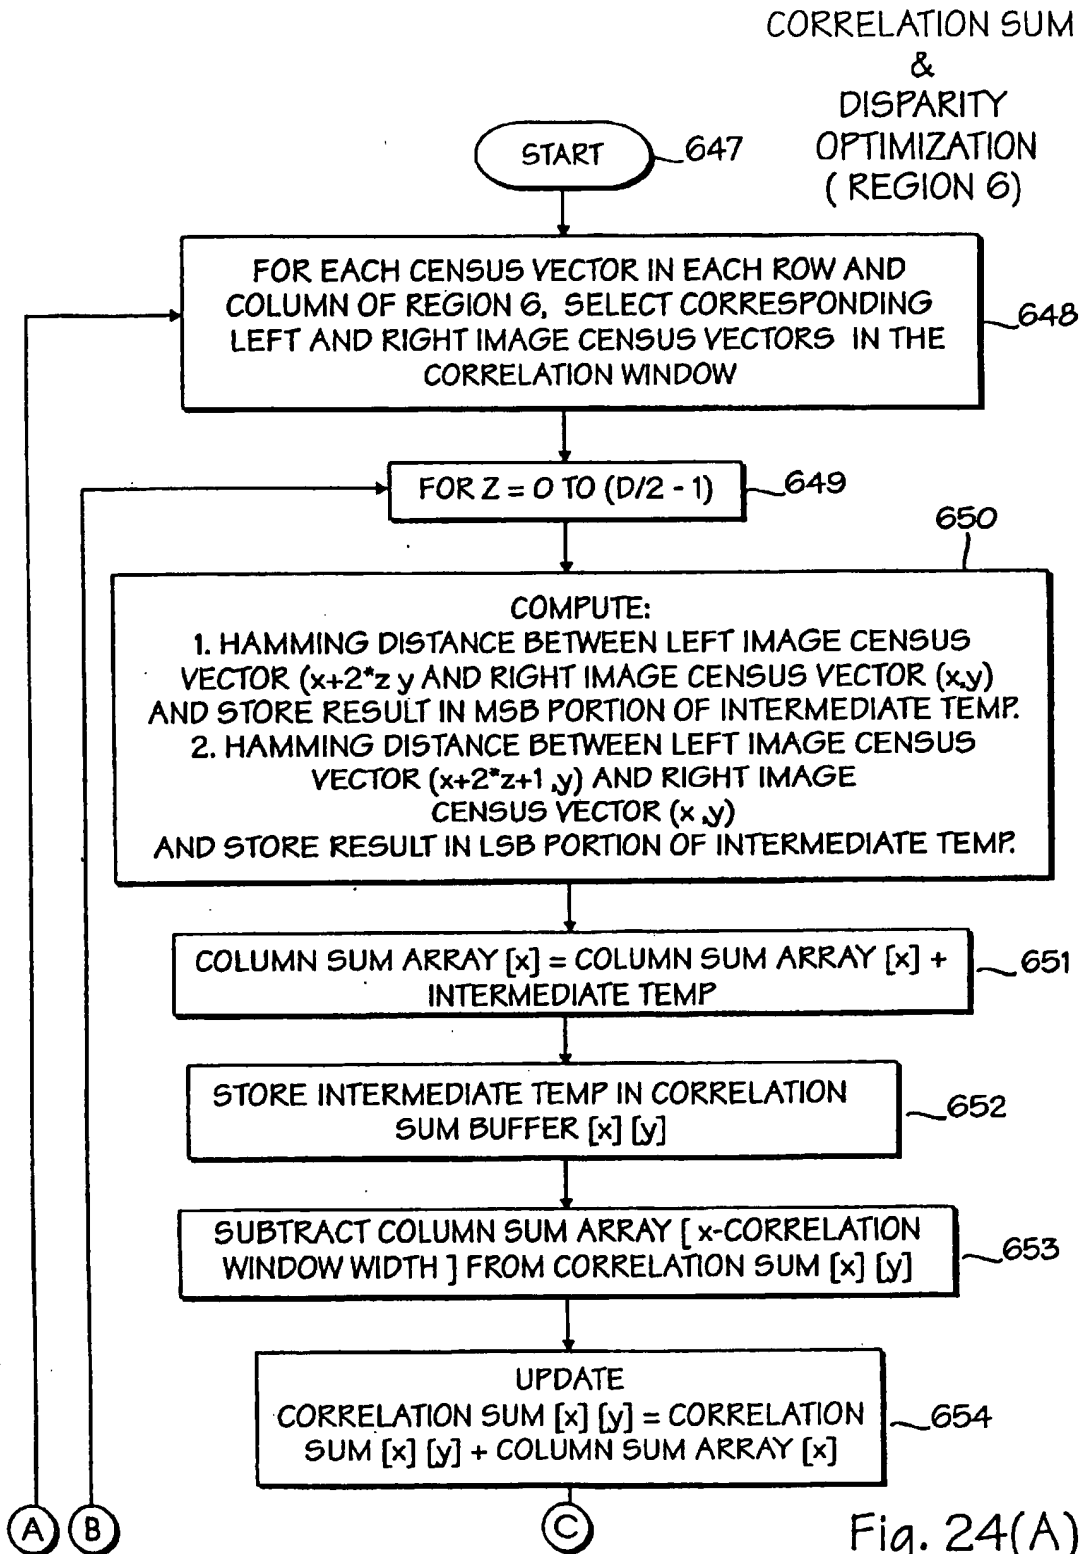 CORRELATION SUM
&
DISPARITY
OPTIMIZATION
( REGION 6)
START
647
FOR EACH CENSUS VECTOR IN EACH ROW AND
COLUMN OF REGION 6, SELECT CORRESPONDING
LEFT AND RIGHT IMAGE CENSUS VECTORS IN THE
CORRELATION WINDOW
648
FOR Z = 0 TO (D/2 - 1)
649
650
COMPUTE:
1. HAMMING DISTANCE BETWEEN LEFT IMAGE CENSUS
VECTOR (x+2*z y AND RIGHT IMAGE CENSUS VECTOR (x,y)
AND STORE RESULT IN MSB PORTION OF INTERMEDIATE TEMP.
2. HAMMING DISTANCE BETWEEN LEFT IMAGE CENSUS
VECTOR (x+2*z+1 ,y) AND RIGHT IMAGE
CENSUS VECTOR (x ,y)
AND STORE RESULT IN LSB PORTION OF INTERMEDIATE TEMP.
COLUMN SUM ARRAY [x] = COLUMN SUM ARRAY [x] +
INTERMEDIATE TEMP
651
STORE INTERMEDIATE TEMP IN CORRELATION
SUM BUFFER [x] [y]
652
SUBTRACT COLUMN SUM ARRAY [ x-CORRELATION
WINDOW WIDTH ] FROM CORRELATION SUM [x] [y]
653
UPDATE
CORRELATION SUM [x] [y] = CORRELATION
SUM [x] [y] + COLUMN SUM ARRAY [x]
654
A B C
Fig. 24(A)